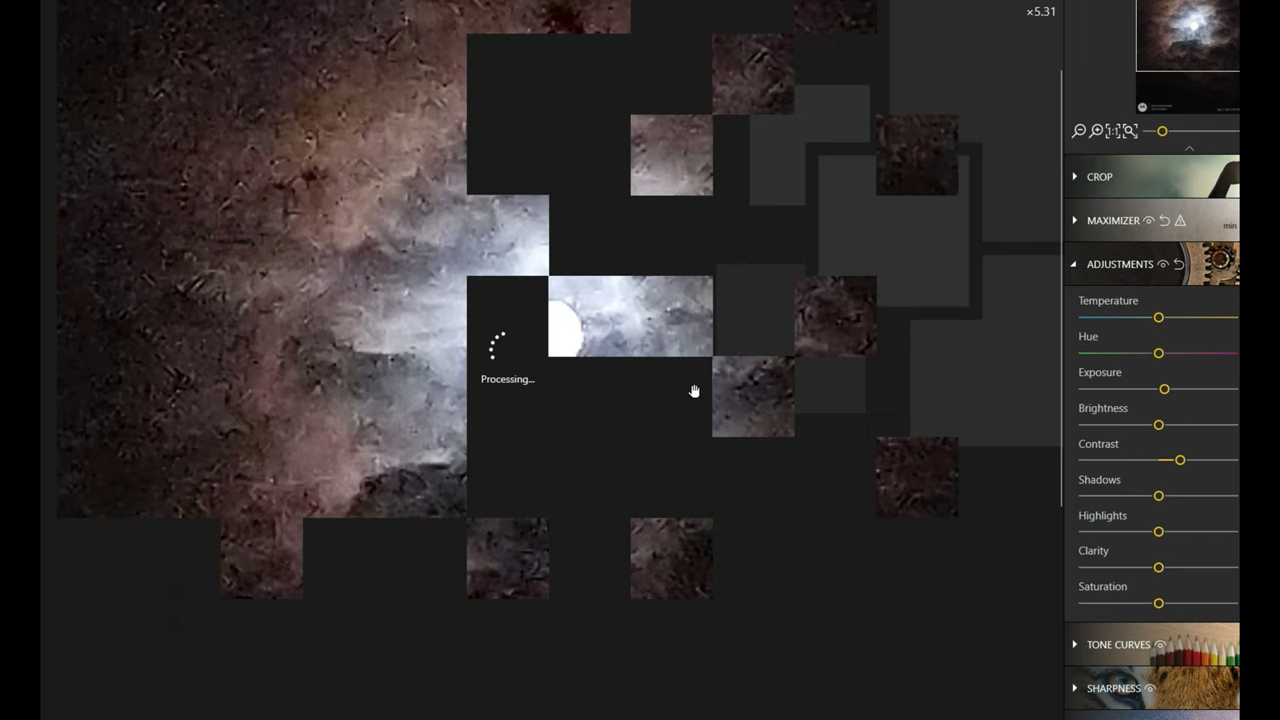 ×5.31
CROP
MAXIMIZER
min
ADJUSTMENTS
Temperature
Hue
Exposure
Processing...
Brightness
Contrast
Shadows
Highlights
Clarity
Saturation
TONE CURVES
SHARPNESS